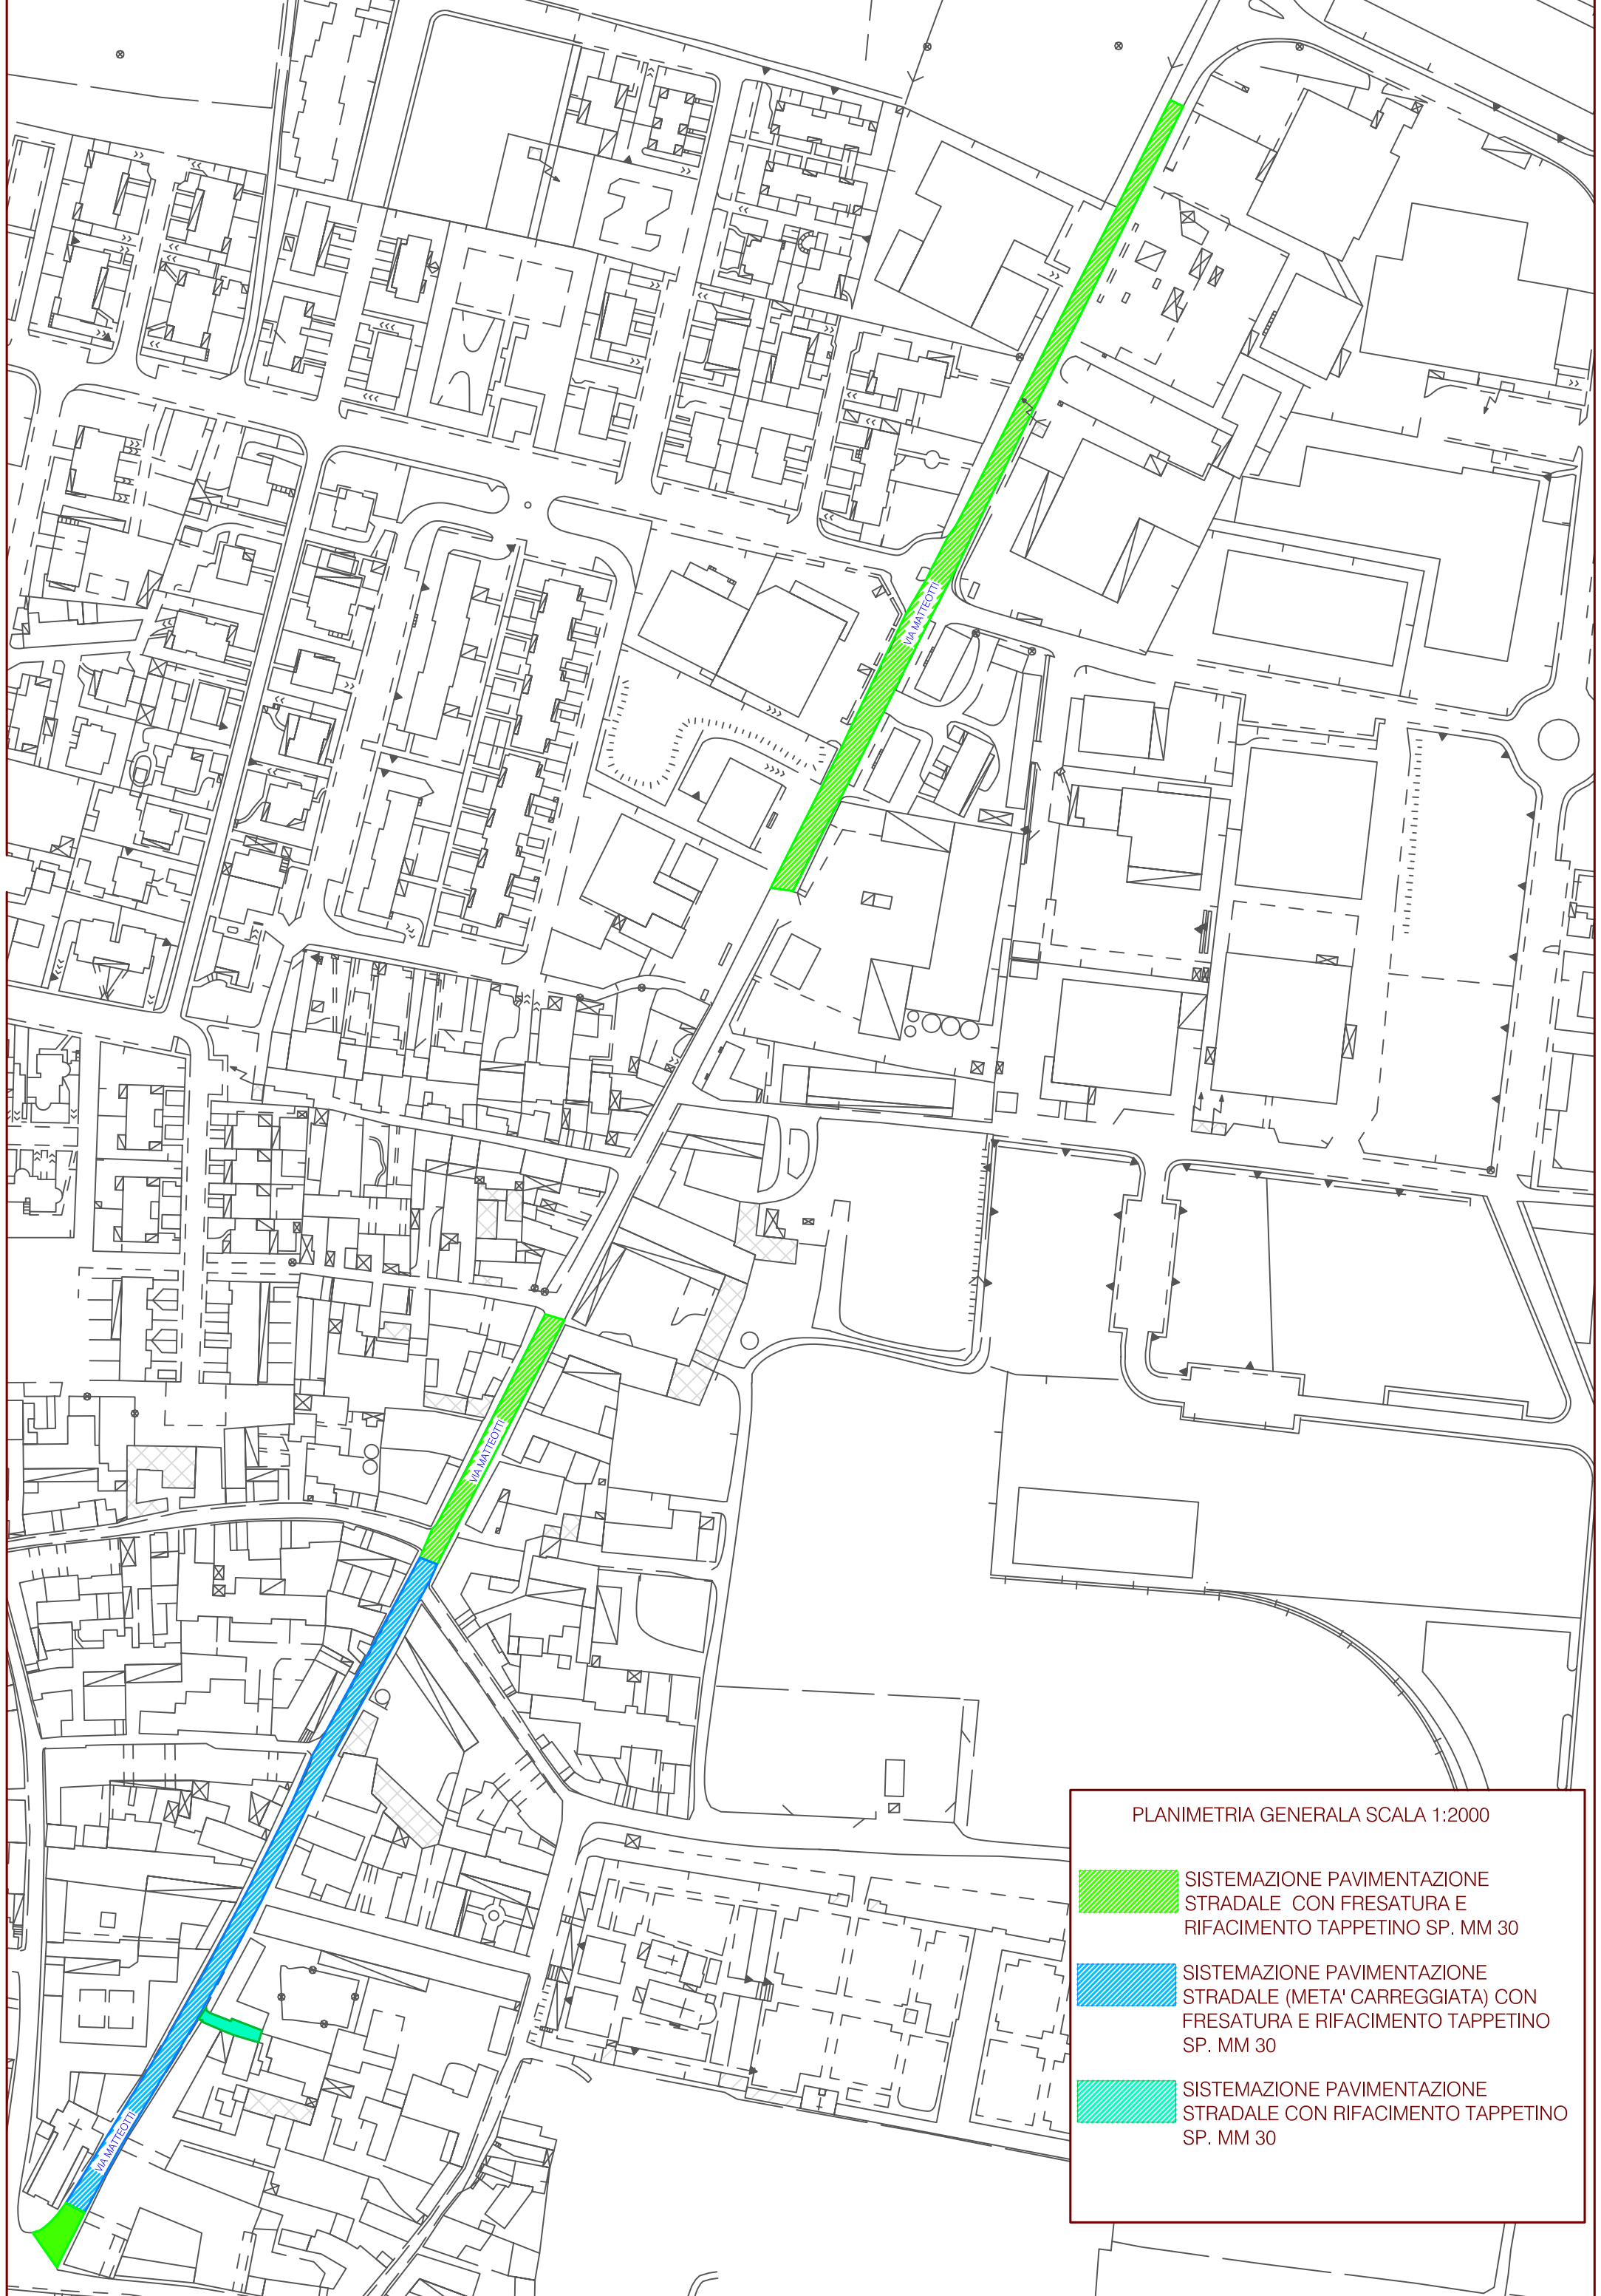 VIA MATTEOTTI
VIA MATTEOTTI
VIA MATTEOTTI
PLANIMETRIA GENERALA SCALA 1:2000
SISTEMAZIONE PAVIMENTAZIONE
STRADALE CON FRESATURA E
RIFACIMENTO TAPPETINO SP. MM 30
SISTEMAZIONE PAVIMENTAZIONE
STRADALE (META' CARREGGIATA) CON
FRESATURA E RIFACIMENTO TAPPETINO
SP. MM 30
SISTEMAZIONE PAVIMENTAZIONE
STRADALE CON RIFACIMENTO TAPPETINO
SP. MM 30